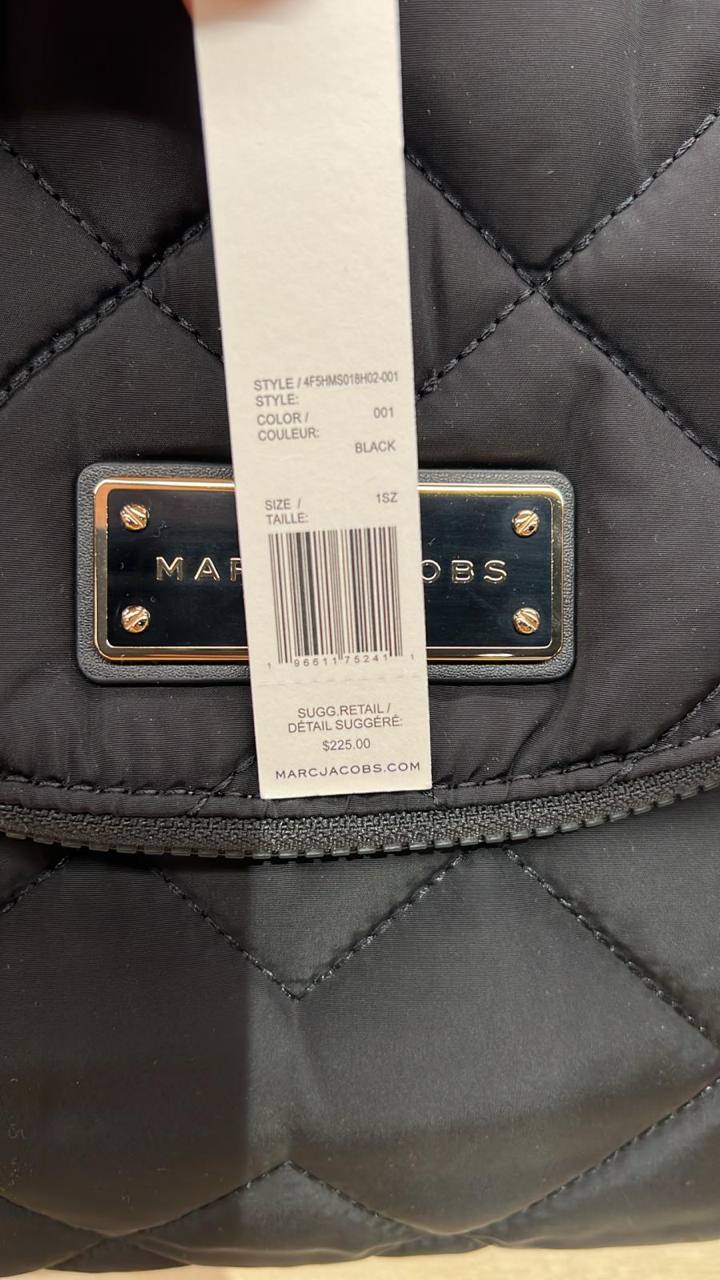 STYLE / 4F5HMS018H02-001
STYLE:
COLOR / 001
COULEUR:
BLACK
SIZE / 1SZ
TAILLE:
MAR OBS
1 96611 75241 1
SUGG.RETAIL /
DÉTAIL SUGGÉRÉ:
$225.00
MARCJACOBS.COM